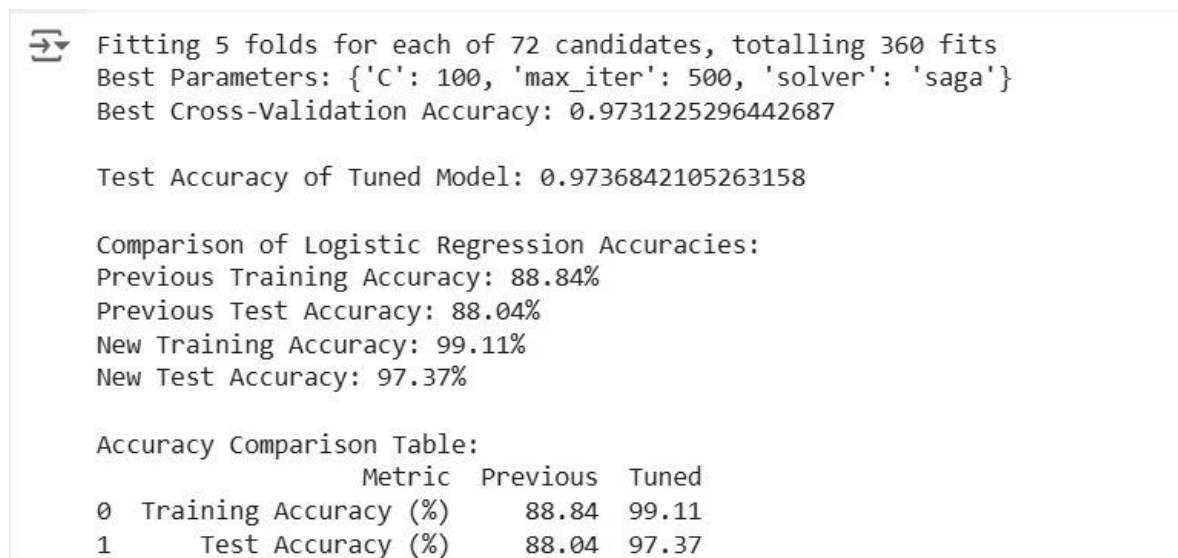 Fitting 5 folds for each of 72 candidates, totalling 360 fits
Best Parameters: {'C': 100, 'max_iter': 500, 'solver': 'saga'}
Best Cross-Validation Accuracy: 0.9731225296442687
Test Accuracy of Tuned Model: 0.9736842105263158
Comparison of Logistic Regression Accuracies:
Previous Training Accuracy: 88.84%
Previous Test Accuracy: 88.04%
New Training Accuracy: 99.11%
New Test Accuracy: 97.37%
Accuracy Comparison Table:
Metric Previous Tuned
0 Training Accuracy (%) 88.84 99.11
1 Test Accuracy (%) 88.04 97.37